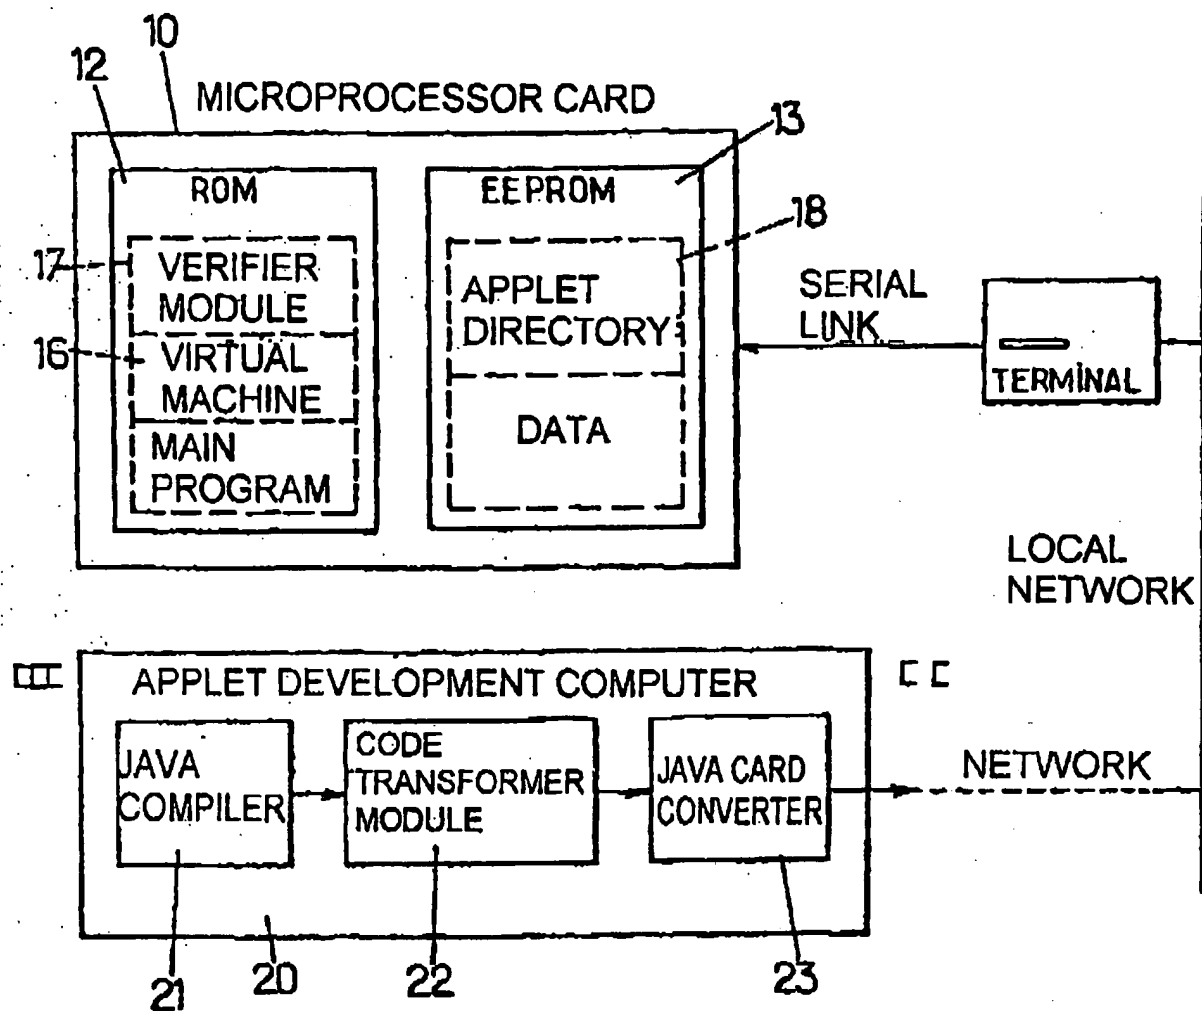 10
12
MICROPROCESSOR CARD
13
ROM
EEPROM
18
17
VERIFIER
MODULE
APPLET
DIRECTORY
SERIAL
LINK
16
VIRTUAL
MACHINE
TERMINAL
DATA
MAIN
PROGRAM
LOCAL
NETWORK
APPLET DEVELOPMENT COMPUTER
JAVA
COMPILER
CODE
TRANSFORMER
MODULE
JAVA CARD
CONVERTER
NETWORK
21
20
22
23